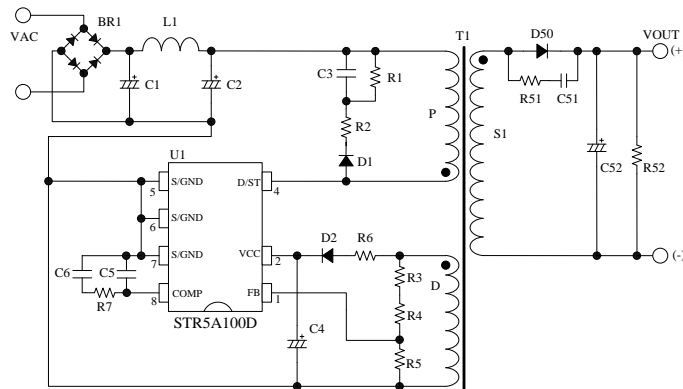 VAC
BR1
L1
T1
D50
VOUT
(+
C1
C2
C3
R1
R2
D1
P
S1
R51
C51
C52
R52
(-)
U1
5
S/GND
D/ST
4
6
S/GND
7
S/GND
VCC
2
8
COMP
FB
1
STR5A100D
C6
C5
R7
D2
R6
R3
R4
R5
D
C4